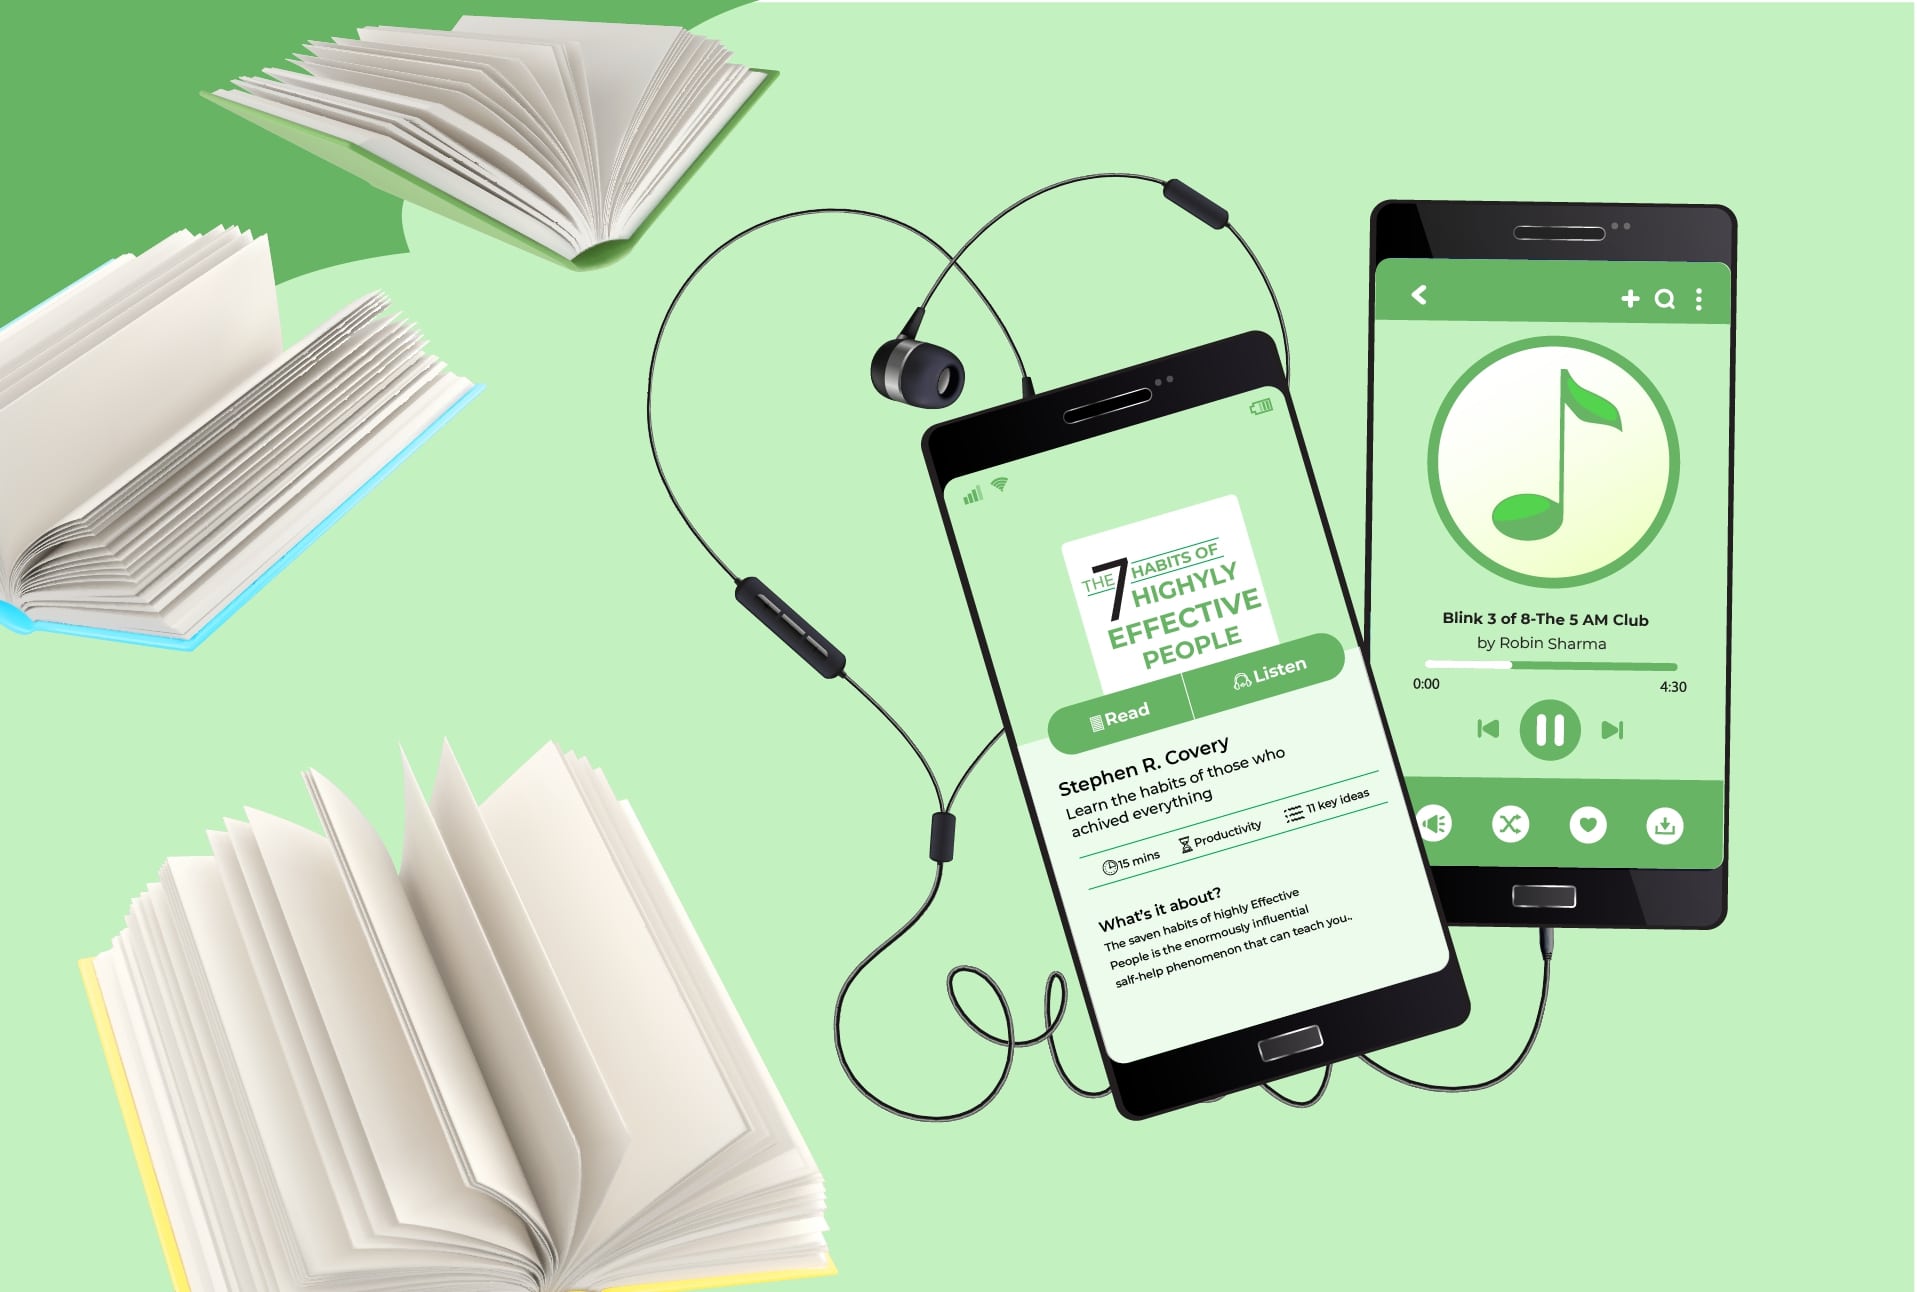 THE 7 HABITS OF
HIGHYLY
EFFECTIVE
PEOPLE
Read
Listen
Stephen R. Covery
Learn the habits of those who
achived everything
15 mins
Productivity
11 key ideas
What's it about?
The saven habits of highly Effective
People is the enormously influential
salf-help phenomenon that can teach you..
Blink 3 of 8-The 5 AM Club
by Robin Sharma
0:00
4:30